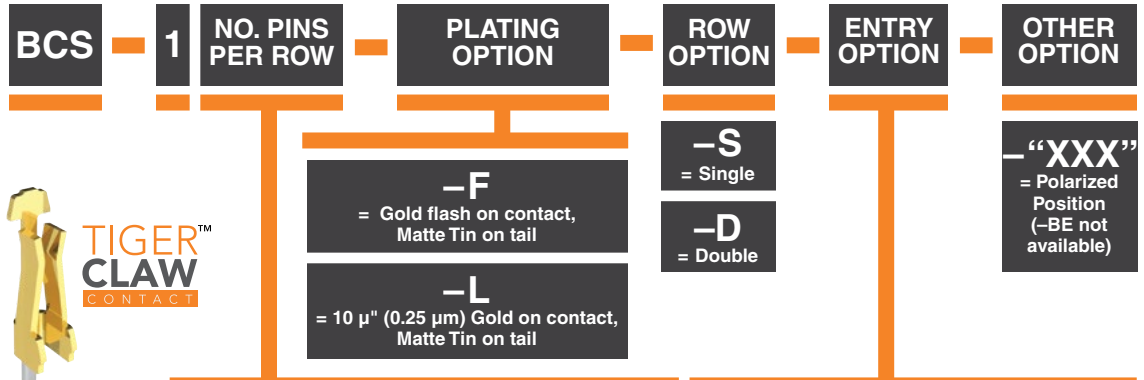 BCS
1
NO. PINS
PER ROW
PLATING
OPTION
ROW
OPTION
ENTRY
OPTION
OTHER
OPTION
–F
= Gold flash on contact,
Matte Tin on tail
–L
= 10 µ" (0.25 µm) Gold on contact,
Matte Tin on tail
–S
= Single
–D
= Double
–“XXX”
= Polarized
Position
(–BE not
available)
TIGER™
CLAW
CONTACT